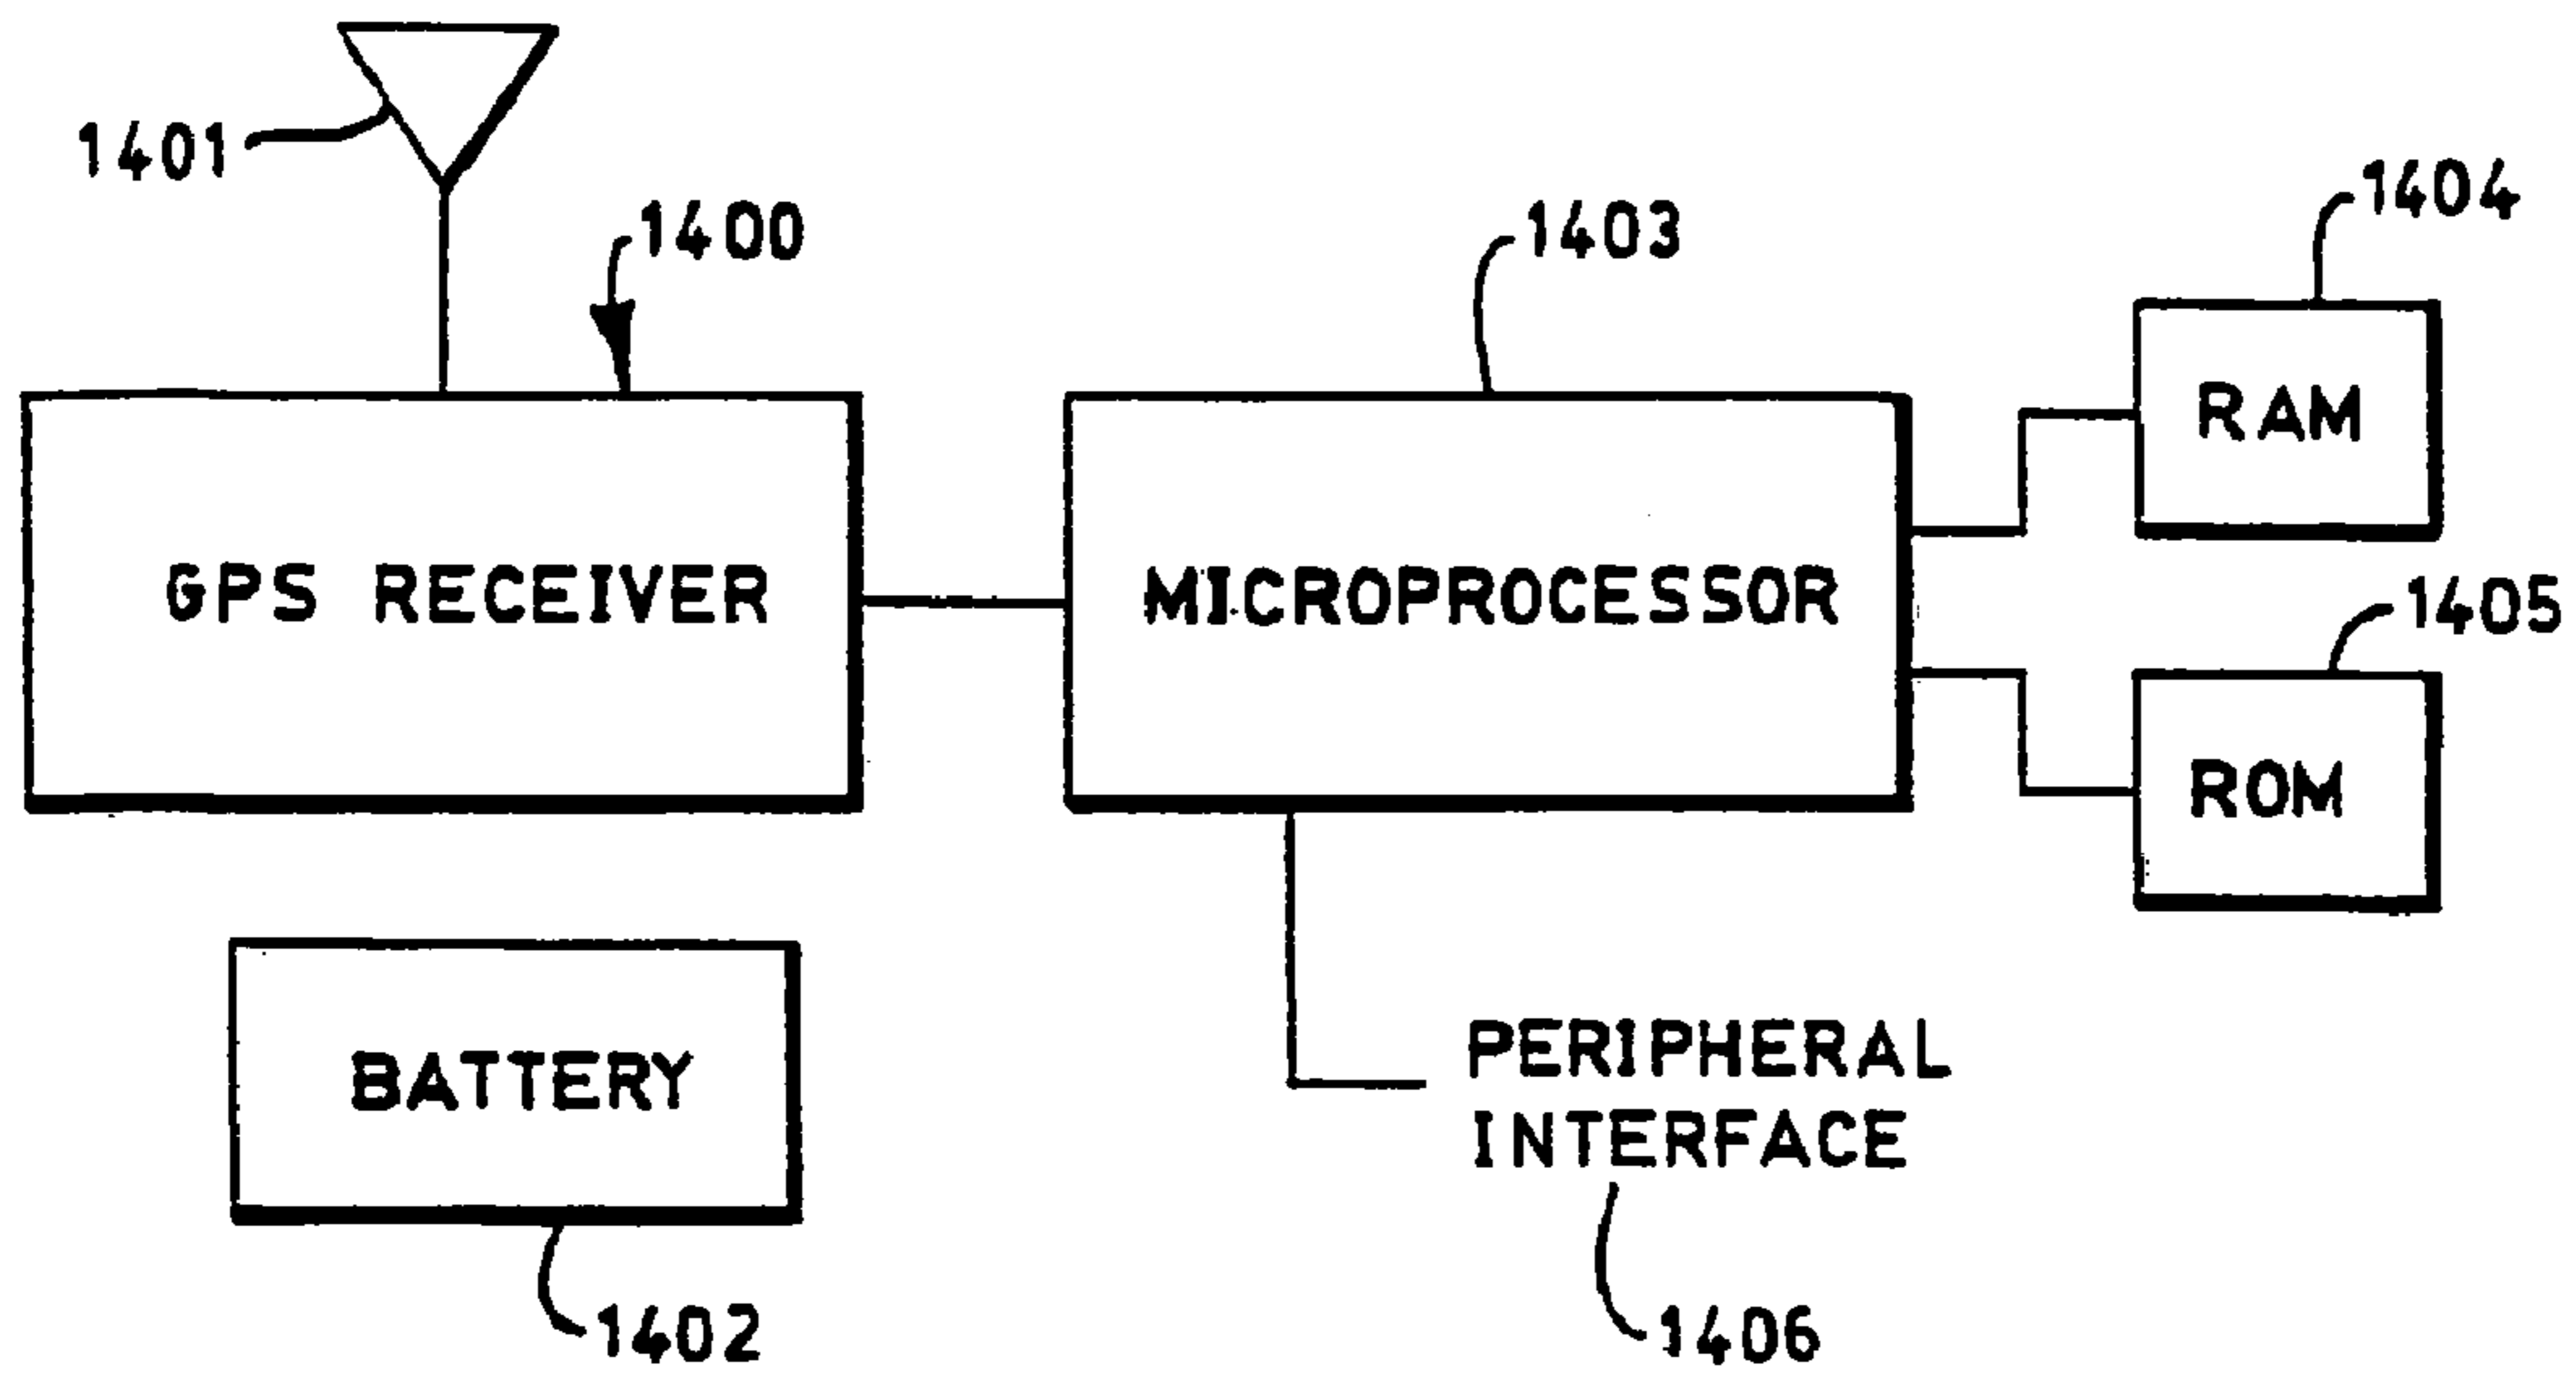 1401
1400
1403
1404
RAM
GPS RECEIVER
MICROPROCESSOR
1405
ROM
BATTERY
PERIPHERAL
INTERFACE
1402
1406